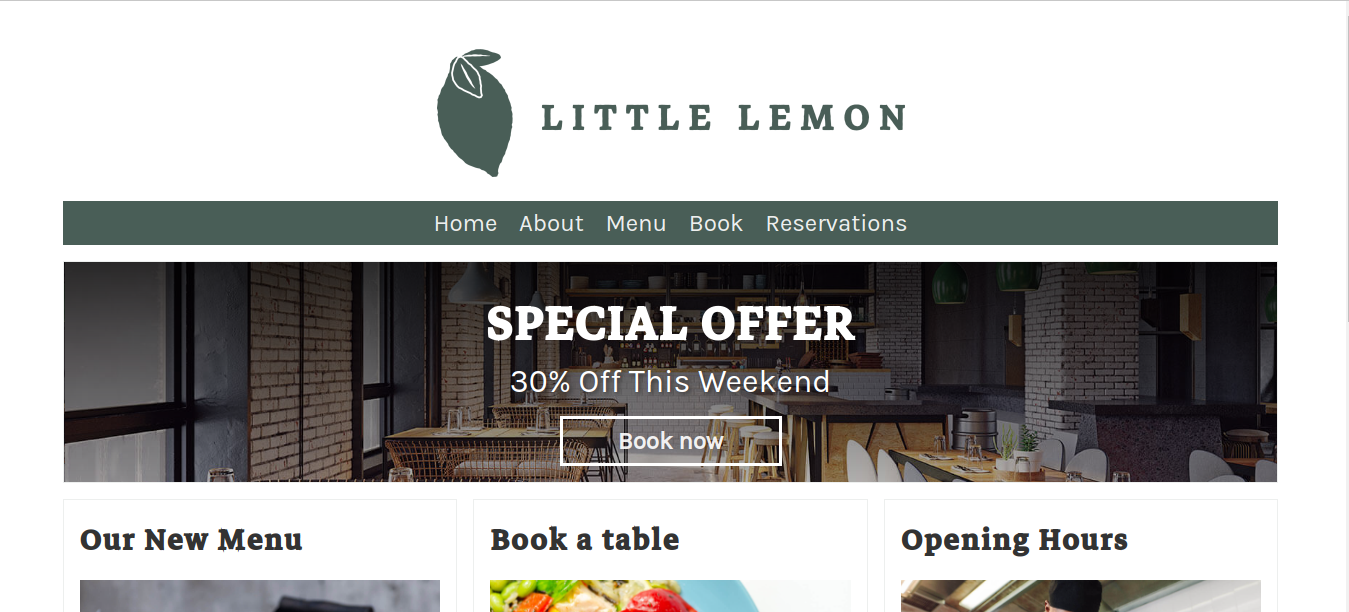 LITTLE LEMON
Home About Menu Book Reservations
SPECIAL OFFER
30% Off This Weekend
Book now
Our New Menu
Book a table
Opening Hours